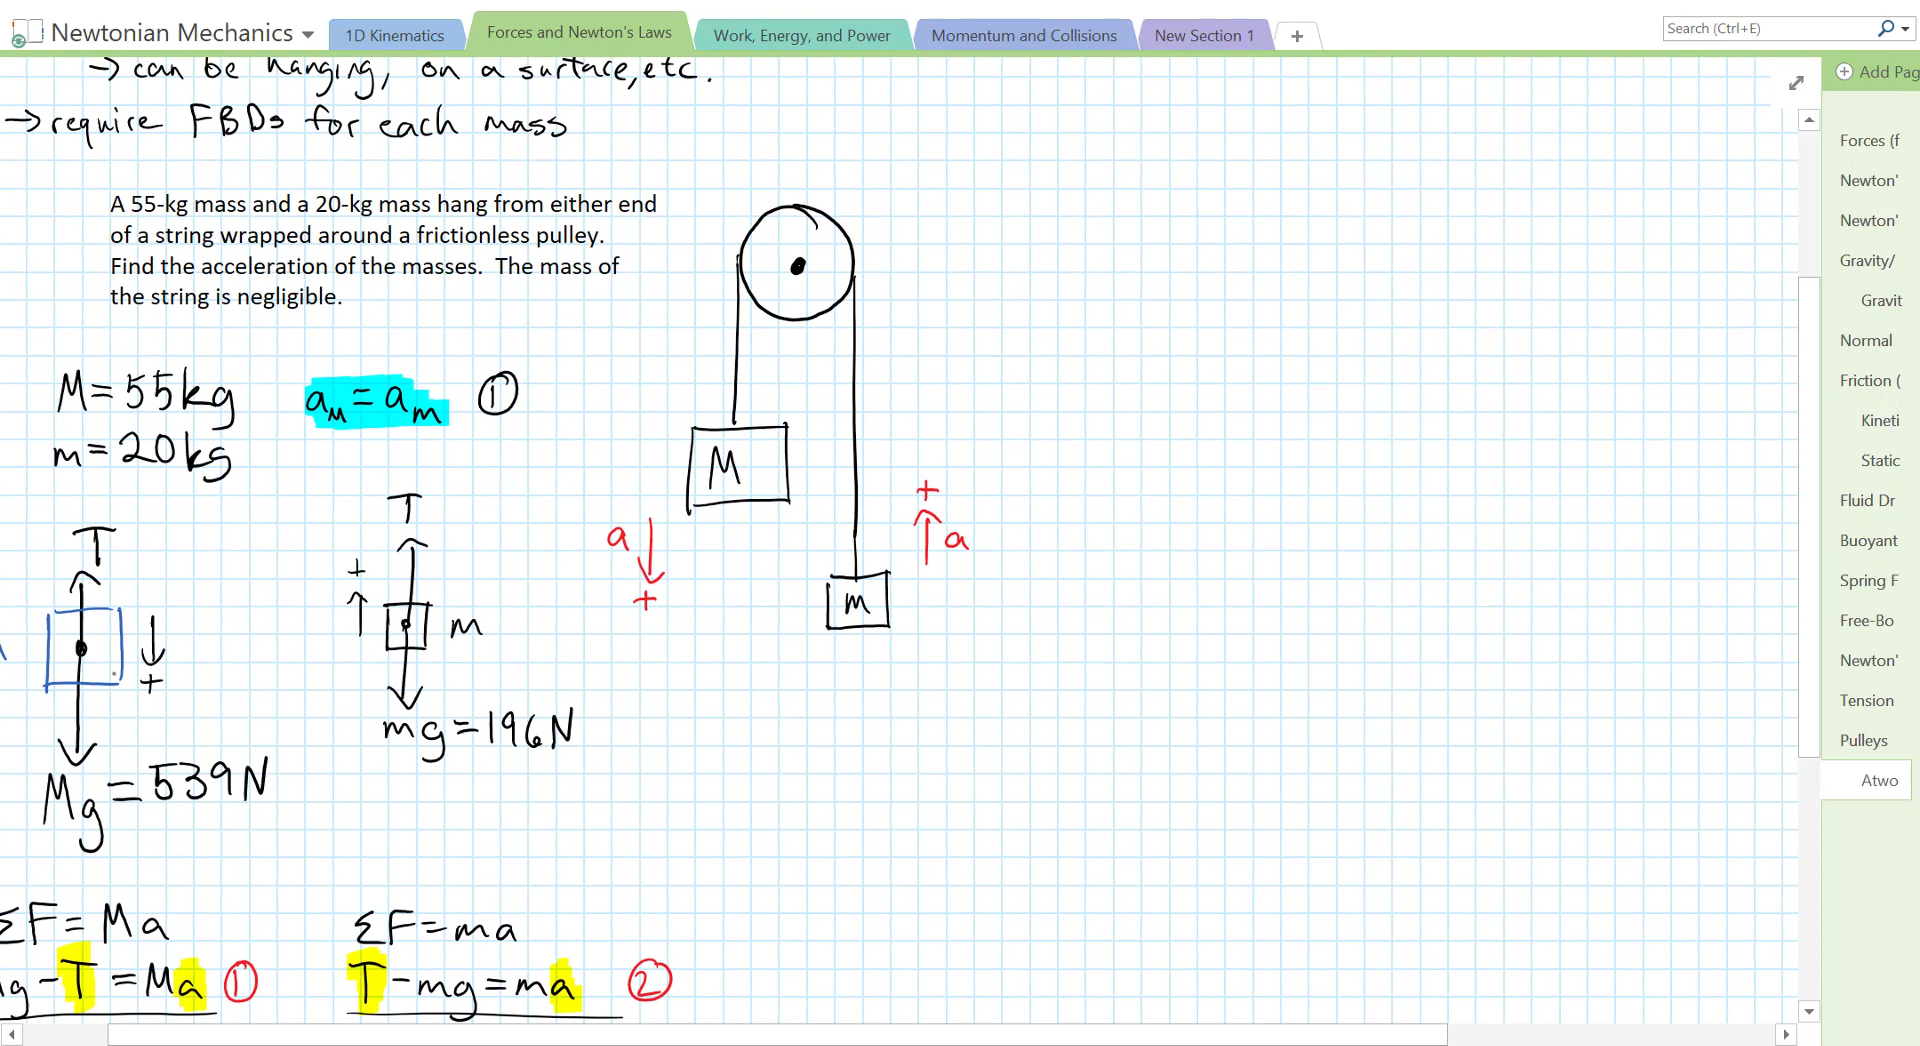 Newtonian Mechanics
1D Kinematics
Forces and Newton's Laws
Work, Energy, and Power
Momentum and Collisions
New Section 1
+
Search (Ctrl+E)
→ can be hanging, on a surface, etc.
→ require FBDs for each mass
A 55-kg mass and a 20-kg mass hang from either end
of a string wrapped around a frictionless pulley.
Find the acceleration of the masses. The mass of
the string is negligible.
M = 55kg
a_M = a_m ①
m = 20kg
M
T
T
+
a
+
+
a
m
m
+
mg = 196N
Mg = 539N
ΣF = Ma
ΣF = ma
g - T = Ma ①
T - mg = ma ②
Add Pag
Forces (f
Newton'
Newton'
Gravity/
Gravit
Normal
Friction (
Kineti
Static
Fluid Dr
Buoyant
Spring F
Free-Bo
Newton'
Tension
Pulleys
Atwo